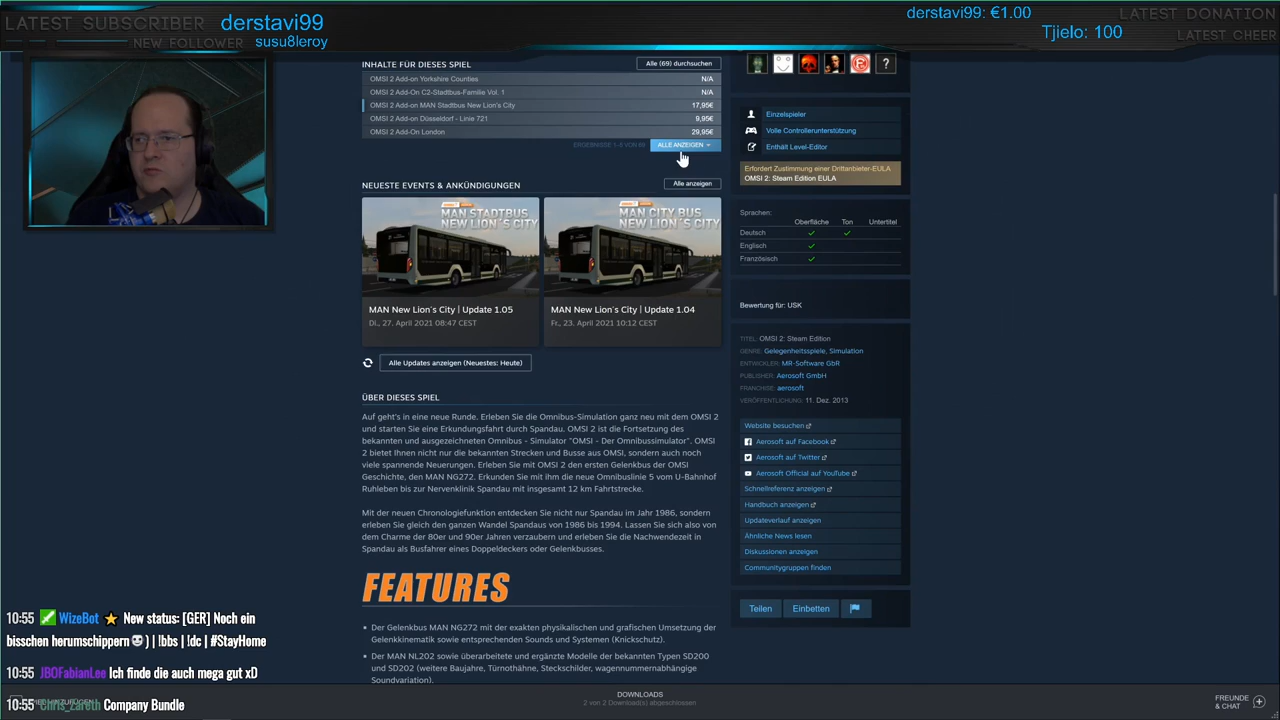 LATEST SUBSCRIBER
derstavi99
NEW FOLLOWER
susu8leroy
derstavi99: €1.00
LATEST DONATION
Tjielo: 100
LATEST CHEER
INHALTE FÜR DIESES SPIEL
Alle (69) durchsuchen
OMSI 2 Add-on Yorkshire Counties N/A
OMSI 2 Add-On C2-Stadtbus-Familie Vol. 1 N/A
OMSI 2 Add-on MAN Stadtbus New Lion's City 17,95€
OMSI 2 Add-on Düsseldorf - Linie 721 9,95€
OMSI 2 Add-On London 29,95€
ALLE ANZEIGEN
NEUESTE EVENTS & ANKÜNDIGUNGEN
Alle anzeigen
MAN STADTBUS
NEW LION'S CITY
MAN CITY BUS
NEW LION'S CITY
MAN New Lion's City | Update 1.05
Di., 27. April 2021 08:47 CEST
MAN New Lion's City | Update 1.04
Fr., 23. April 2021 10:12 CEST
Alle Updates anzeigen (Neuestes: Heute)
ÜBER DIESES SPIEL
Auf geht's in eine neue Runde. Erleben Sie die Omnibus-Simulation ganz neu mit dem OMSI 2
und starten Sie eine Erkundungsfahrt durch Spandau. OMSI 2 ist die Fortsetzung des
bekannten und ausgezeichneten Omnibus - Simulator "OMSI - Der Omnibussimulator". OMSI
2 bietet Ihnen nicht nur die bekannten Strecken und Busse aus OMSI, sondern auch noch
viele spannende Neuerungen. Erleben Sie mit OMSI 2 den ersten Gelenkbus der OMSI
Geschichte, den MAN NG272. Erkunden Sie mit ihm die neue Omnibuslinie 5 vom U-Bahnhof
Ruhleben bis zur Nervenklinik Spandau mit insgesamt 12 km Fahrtstrecke.
Mit der neuen Chronologiefunktion entdecken Sie nicht nur Spandau im Jahr 1986, sondern
erleben Sie gleich den ganzen Wandel Spandaus von 1986 bis 1994. Lassen Sie sich also von
dem Charme der 80er und 90er Jahren verzaubern und erleben Sie die Nachwendezeit in
Spandau als Busfahrer eines Doppeldeckers oder Gelenkbusses.
FEATURES
Der Gelenkbus MAN NG272 mit der exakten physikalischen und grafischen Umsetzung der
Gelenkkinematik sowie entsprechenden Sounds und Systemen (Knickschutz).
Der MAN NL202 sowie überarbeitete und ergänzte Modelle der bekannten Typen SD200
und SD202 (weitere Baujahre, Türnothähne, Steckschilder, wagennummernabhängige
Soundvariation).
?
Einzelspieler
Volle Controllerunterstützung
Enthält Level-Editor
Erfordert Zustimmung einer Drittanbieter-EULA
OMSI 2: Steam Edition EULA
Sprachen:
Oberfläche Ton Untertitel
Deutsch ✓ ✓
Englisch ✓
Französisch ✓
Bewertung für: USK
TITEL: OMSI 2: Steam Edition
GENRE: Gelegenheitsspiele, Simulation
ENTWICKLER: MR-Software GbR
PUBLISHER: Aerosoft GmbH
FRANCHISE: aerosoft
VERÖFFENTLICHUNG: 11. Dez. 2013
Website besuchen
Aerosoft auf Facebook
Aerosoft auf Twitter
Aerosoft Official auf YouTube
Schnellreferenz anzeigen
Handbuch anzeigen
Updateverlauf anzeigen
Ähnliche News lesen
Diskussionen anzeigen
Communitygruppen finden
Teilen Einbetten
10:55 WizeBot New status: [GER] Noch ein
bisschen herumschippern ) | !bbs | !dc | #StayHome
10:55 JBOFabianLee Ich finde die auch mega gut xD
10:55 Company Bundle
DOWNLOADS
2 von 2 Download(s) abgeschlossen
FREUNDE
& CHAT